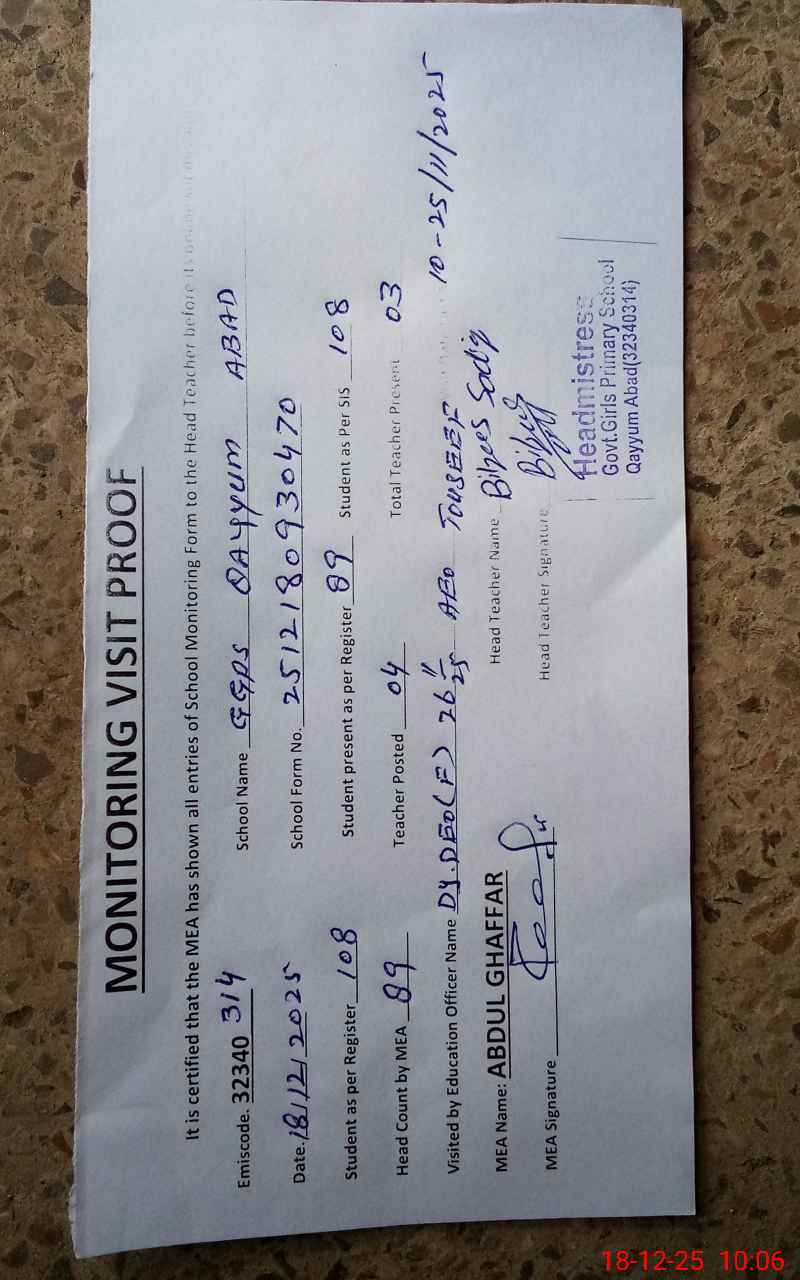 MONITORING VISIT PROOF
It is certified that the MEA has shown all entries of School Monitoring Form to the Head Teacher before its online
Emiscode. 32340 314 School Name GGPS QAYYUM ABAD
Date. 18/12/2025 School Form No. 251218093047 0
Student as per Register 108 Student present as per Register 89 Student as Per SIS 108
Head Count by MEA 89 Teacher Posted 04 Total Teacher Present 03
Visited by Education Officer Name Dy. DEO(F) 26 11/25 AEO TOUSEEF 10-25/11/2025
MEA Name: ABDUL GHAFFAR Head Teacher Name Bilqees Sadiq
MEA Signature Head Teacher Signature
Headmistress
Govt.Girls Primary School
Qayyum Abad(32340314)
18-12-25 10:06